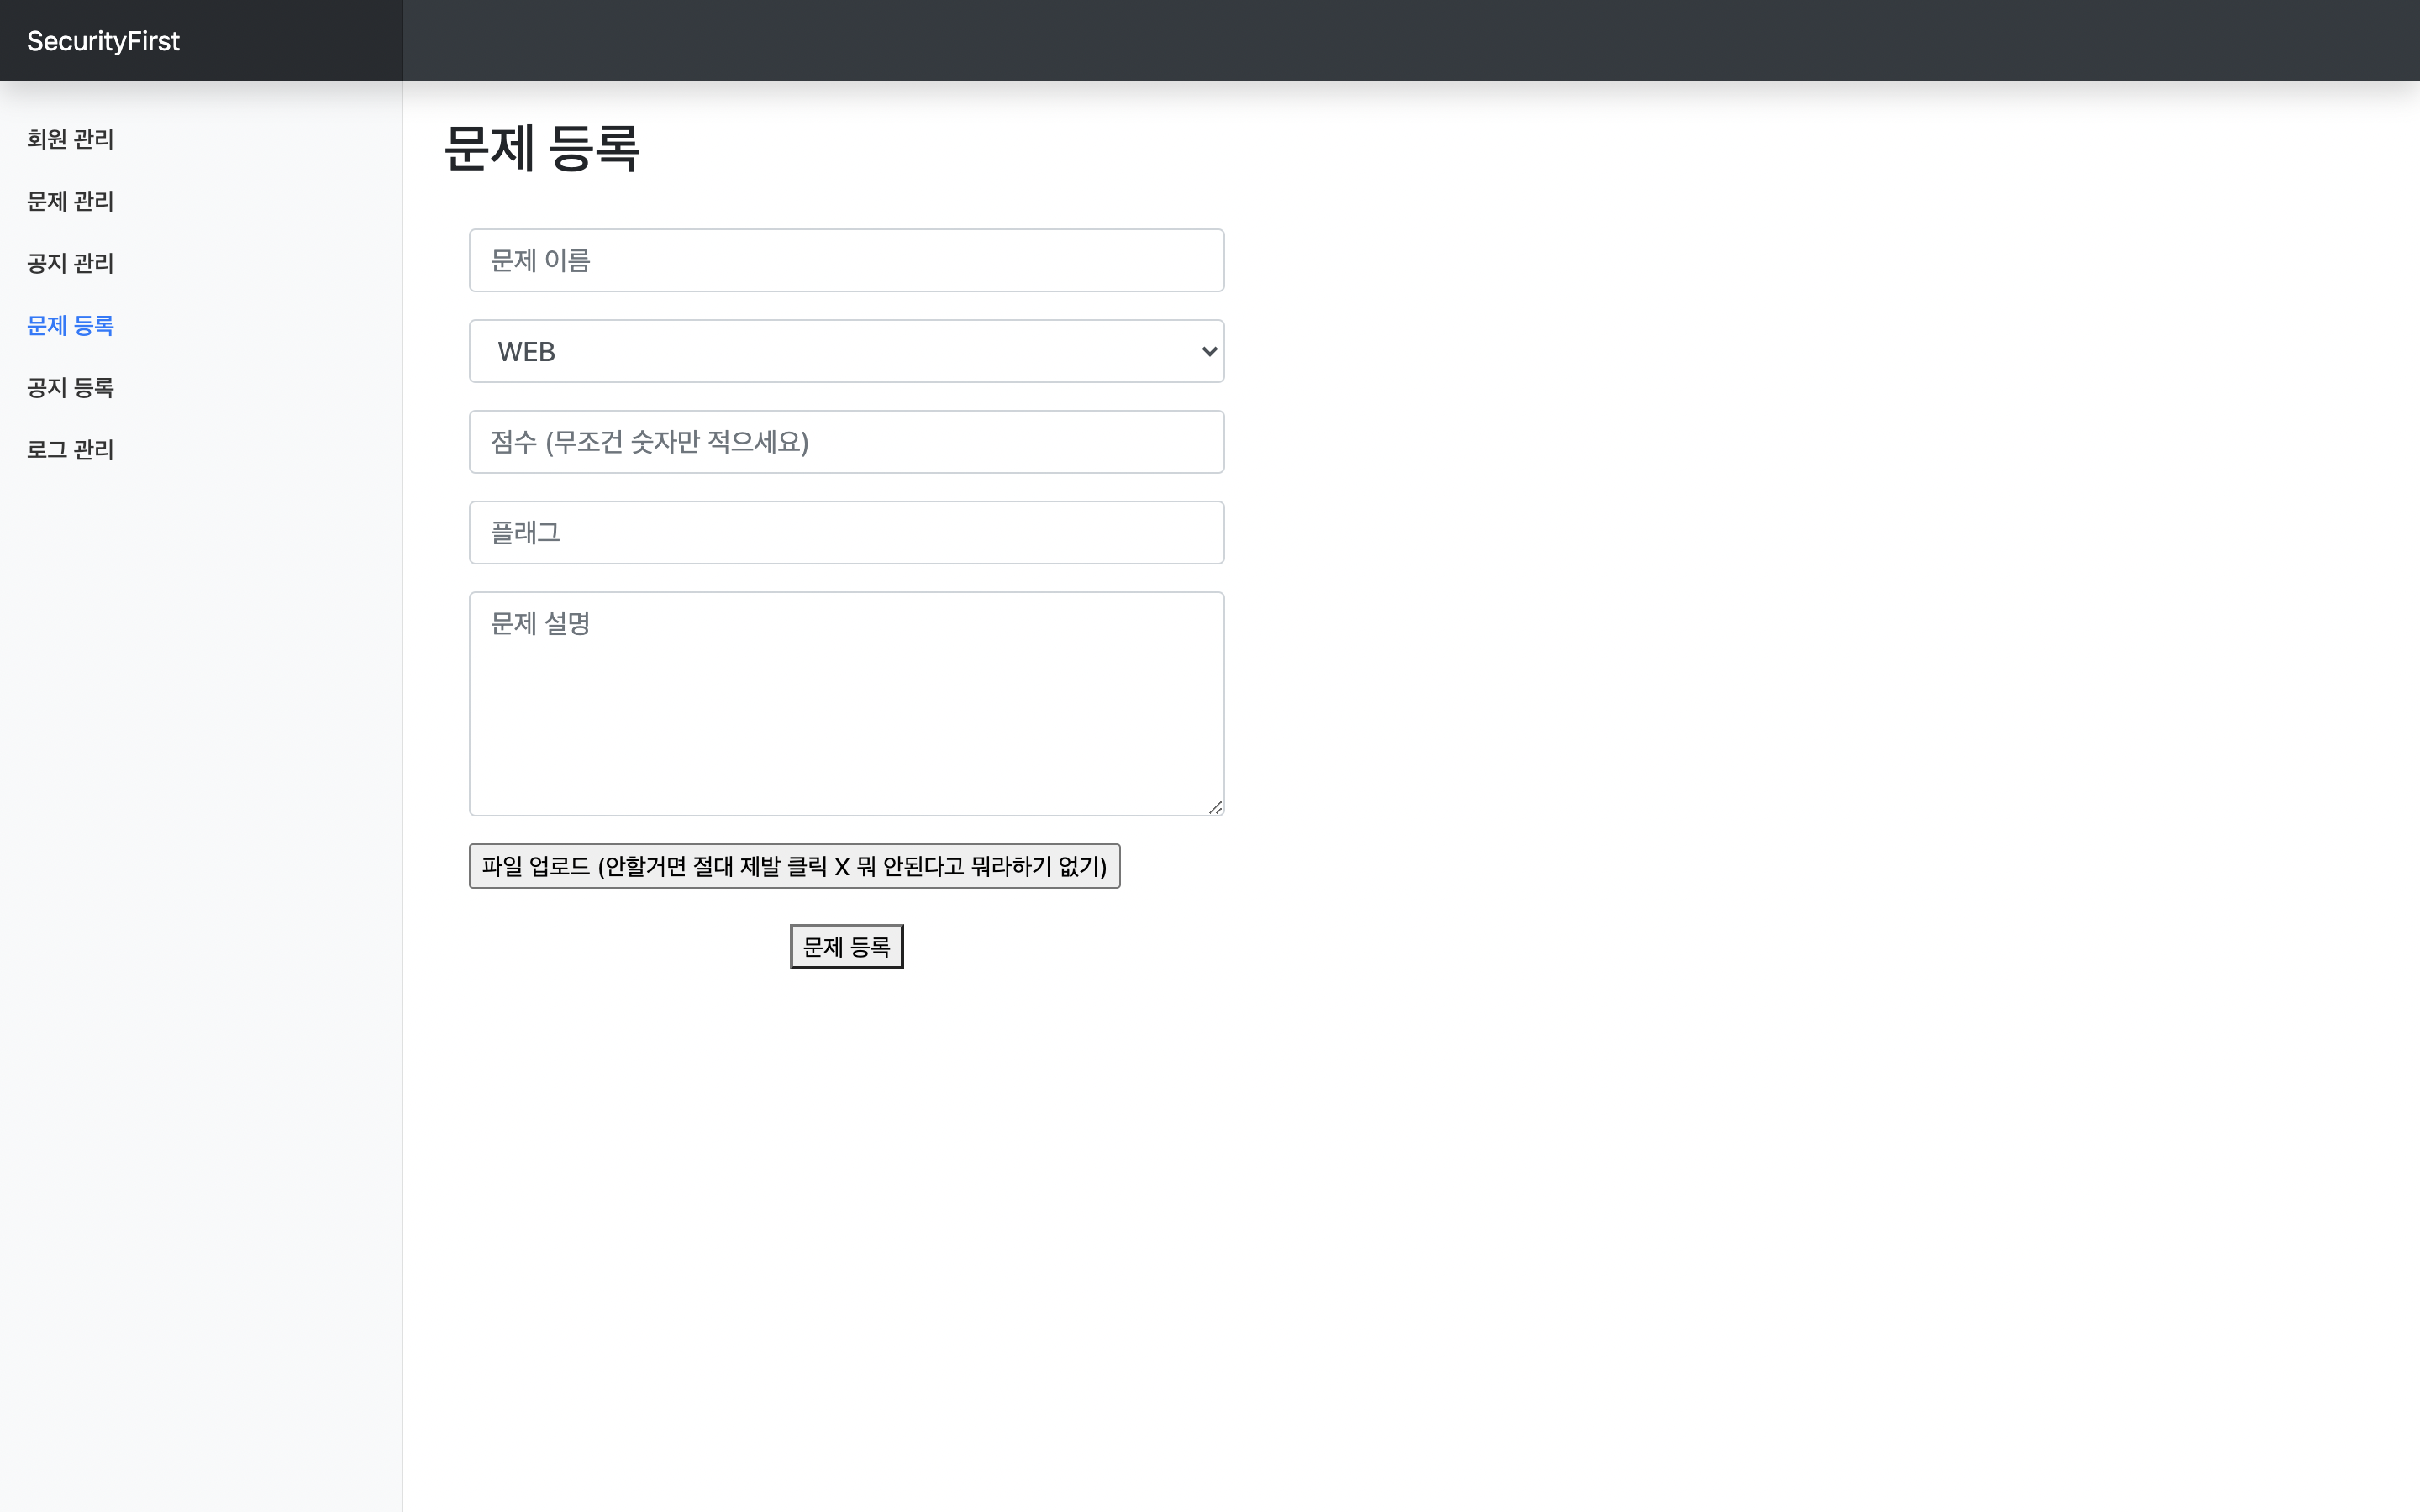 SecurityFirst
회원 관리
문제 관리
공지 관리
문제 등록
공지 등록
로그 관리
문제 등록
문제 이름
WEB
점수 (무조건 숫자만 적으세요)
플래그
문제 설명
파일 업로드 (안할거면 절대 제발 클릭 X 뭐 안된다고 뭐라하기 없기)
문제 등록